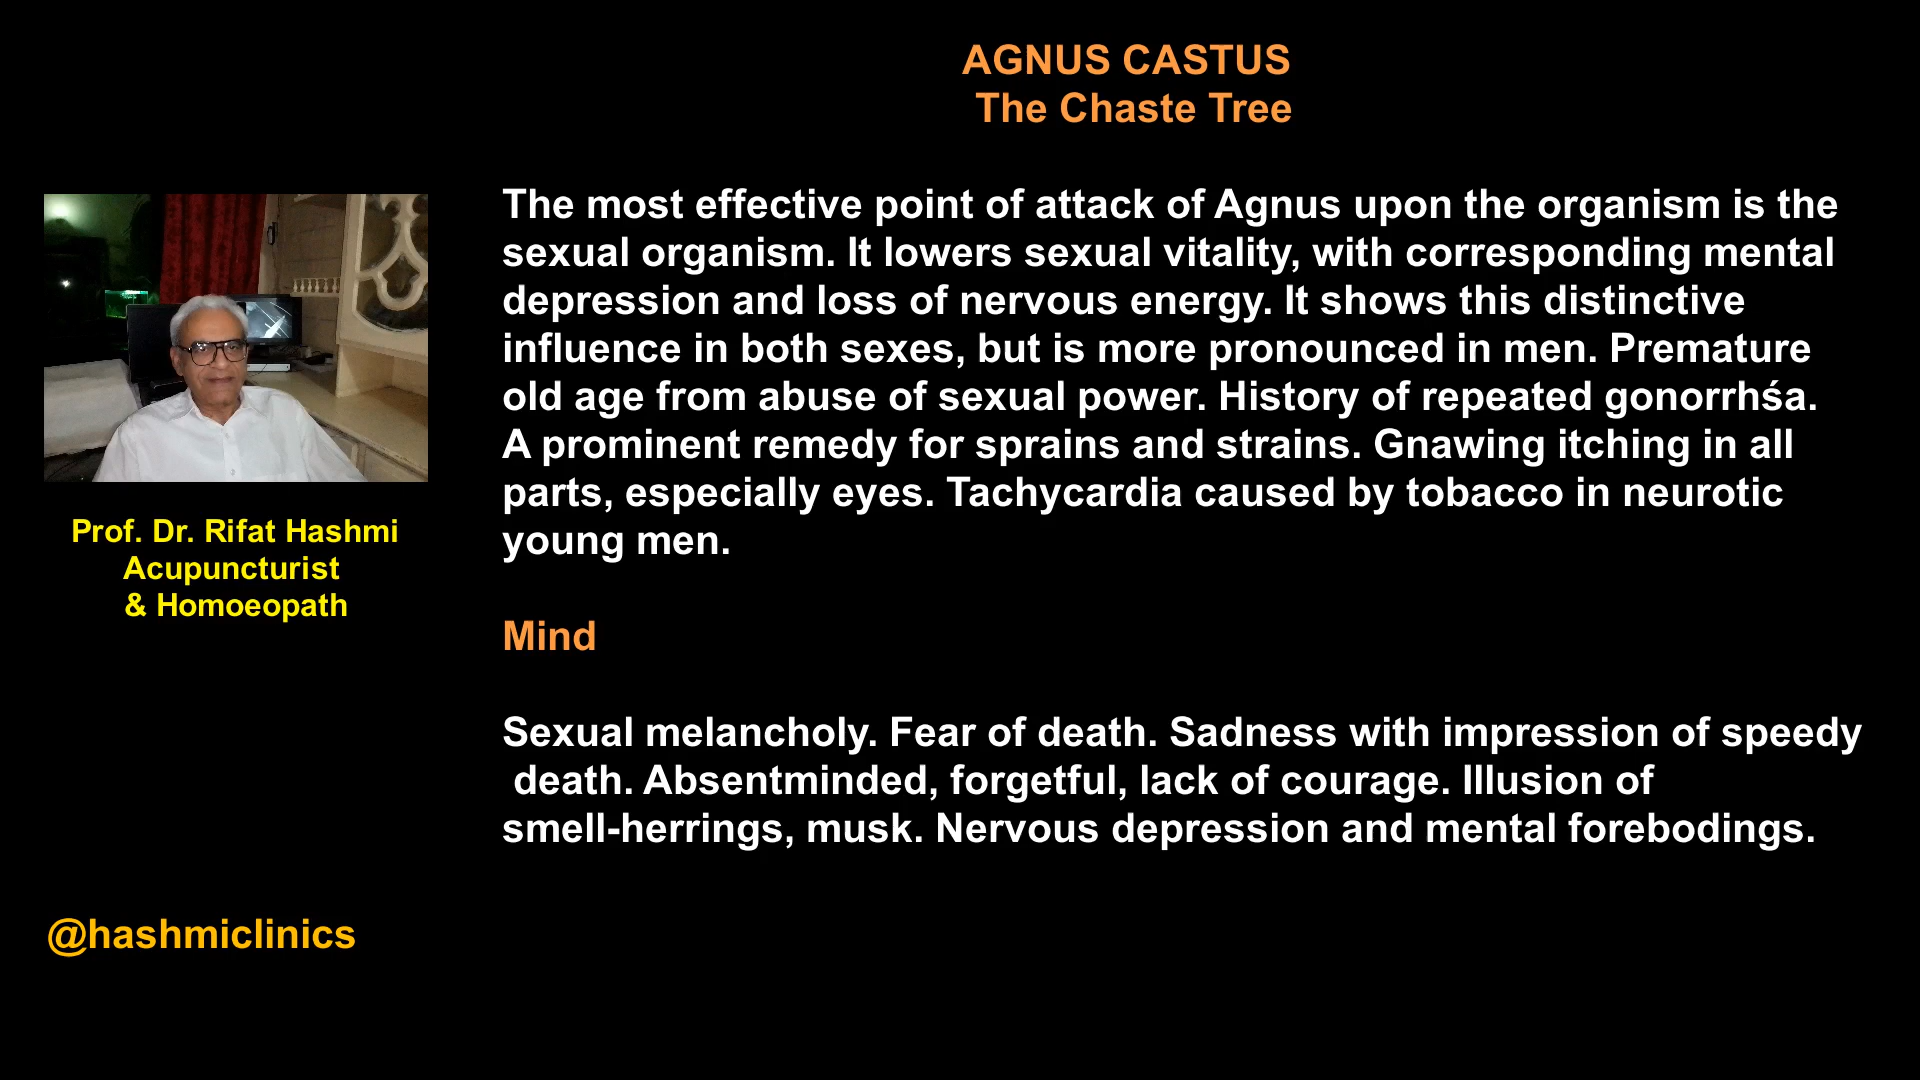 AGNUS CASTUS
The Chaste Tree
The most effective point of attack of Agnus upon the organism is the
sexual organism. It lowers sexual vitality, with corresponding mental
depression and loss of nervous energy. It shows this distinctive
influence in both sexes, but is more pronounced in men. Premature
old age from abuse of sexual power. History of repeated gonorrhśa.
A prominent remedy for sprains and strains. Gnawing itching in all
parts, especially eyes. Tachycardia caused by tobacco in neurotic
young men.
Mind
Sexual melancholy. Fear of death. Sadness with impression of speedy
death. Absentminded, forgetful, lack of courage. Illusion of
smell-herrings, musk. Nervous depression and mental forebodings.
Prof. Dr. Rifat Hashmi
Acupuncturist
& Homoeopath
@hashmiclinics